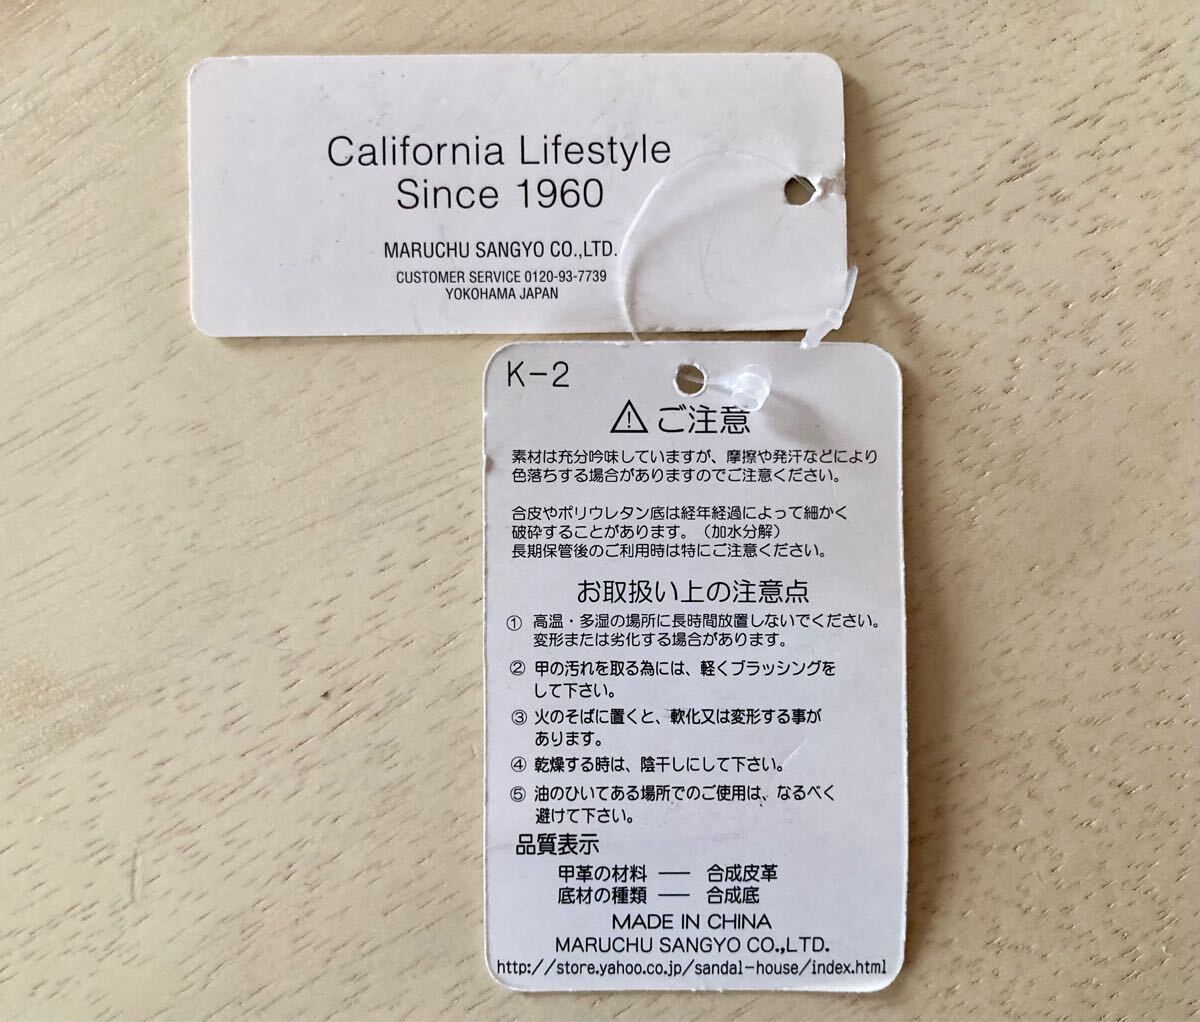 California Lifestyle
Since 1960
MARUCHU SANGYO CO.,LTD.
CUSTOMER SERVICE 0120-93-7739
YOKOHAMA JAPAN
K-2
⚠ご注意
素材は充分吟味していますが、摩擦や発汗などにより
色落ちする場合がありますのでご注意ください。
合皮やポリウレタン底は経年経過によって細かく
破砕することがあります。(加水分解)
長期保管後のご利用時は特にご注意ください。
お取扱い上の注意点
① 高温・多湿の場所に長時間放置しないでください。
変形または劣化する場合があります。
② 甲の汚れを取る為には、軽くブラッシングを
して下さい。
③ 火のそばに置くと、軟化又は変形する事が
あります。
④ 乾燥する時は、陰干しにして下さい。
⑤ 油のひいてある場所でのご使用は、なるべく
避けて下さい。
品質表示
甲革の材料 ── 合成皮革
底材の種類 ── 合成底
MADE IN CHINA
MARUCHU SANGYO CO.,LTD.
http://store.yahoo.co.jp/sandal-house/index.html